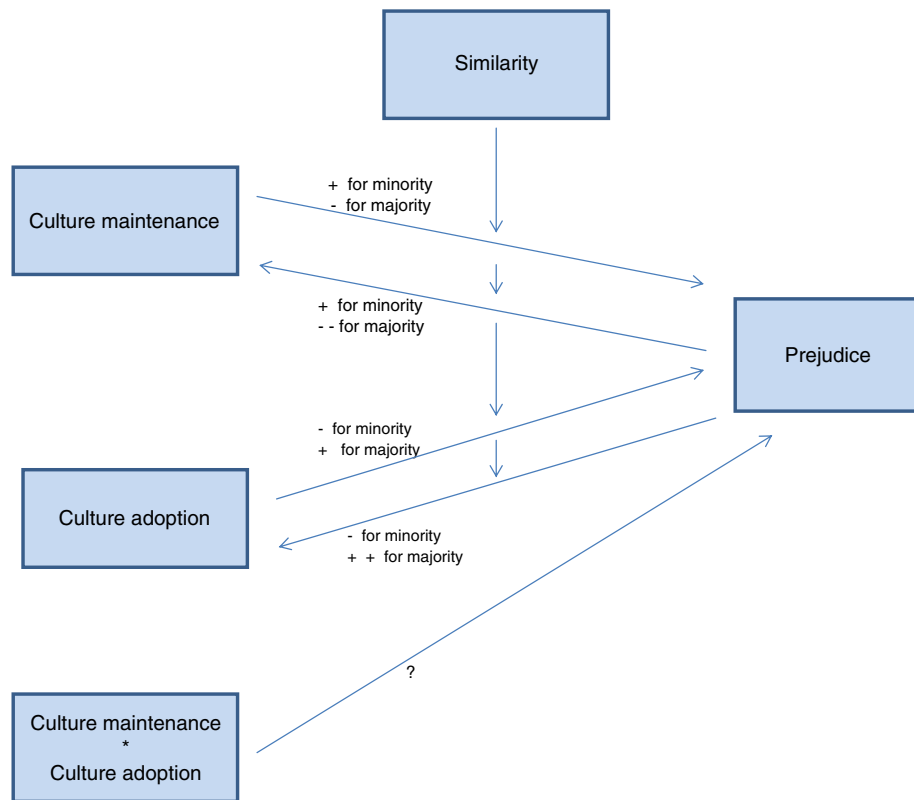 Similarity
+ for minority
- for majority
Culture maintenance
+ for minority
- - for majority
Prejudice
- for minority
+ for majority
Culture adoption
- for minority
+ + for majority
?
Culture maintenance
*
Culture adoption